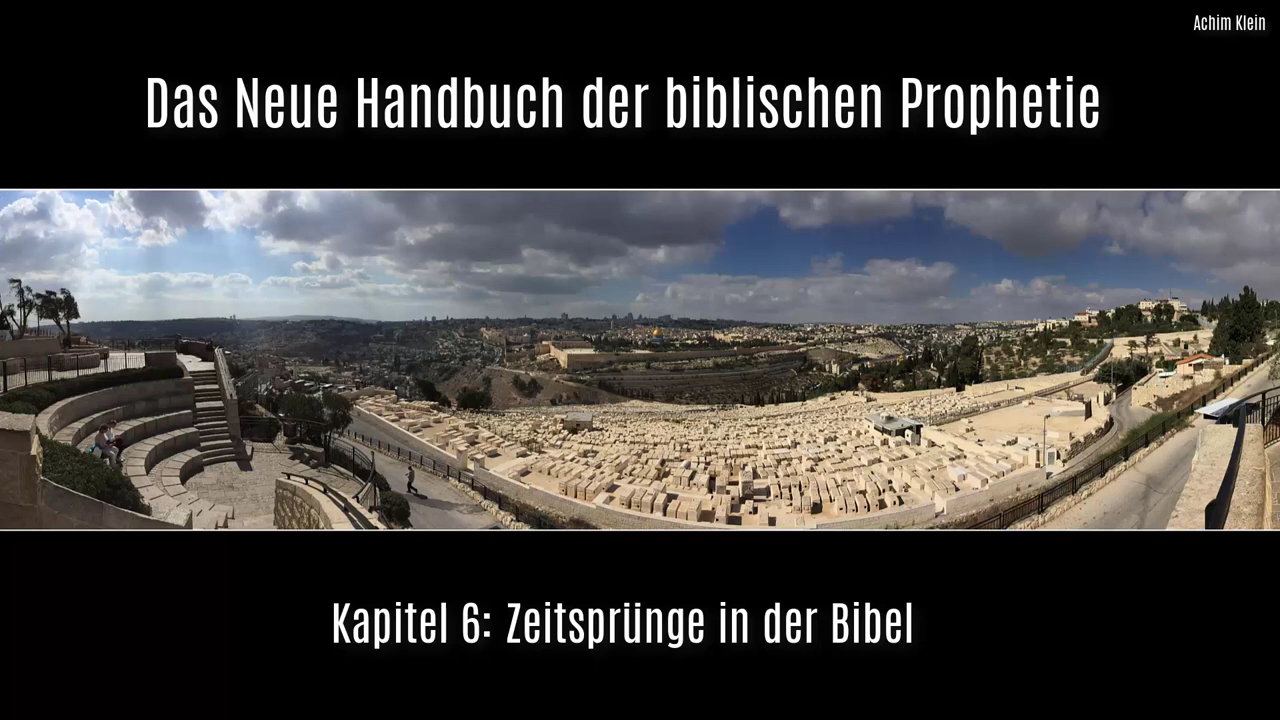 Achim Klein
Das Neue Handbuch der biblischen Prophetie
Kapitel 6: Zeitsprünge in der Bibel